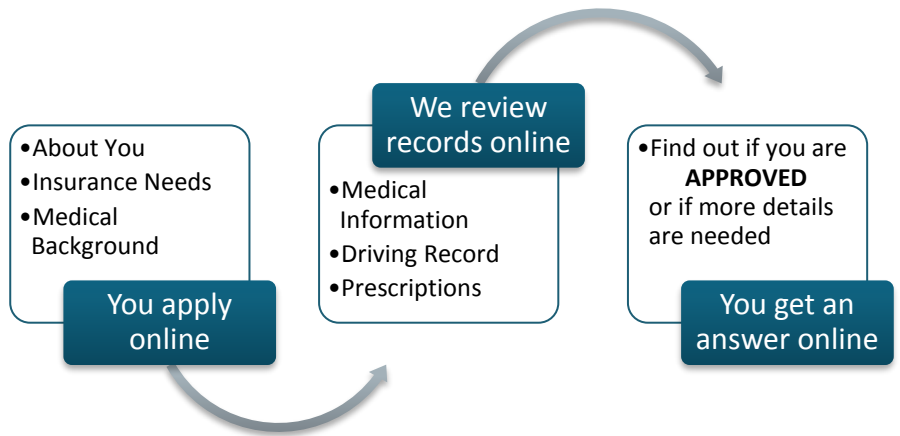 •About You
•Insurance Needs
•Medical
Background
You apply
online
We review
records online
•Medical
Information
•Driving Record
•Prescriptions
•Find out if you are
APPROVED
or if more details
are needed
You get an
answer online